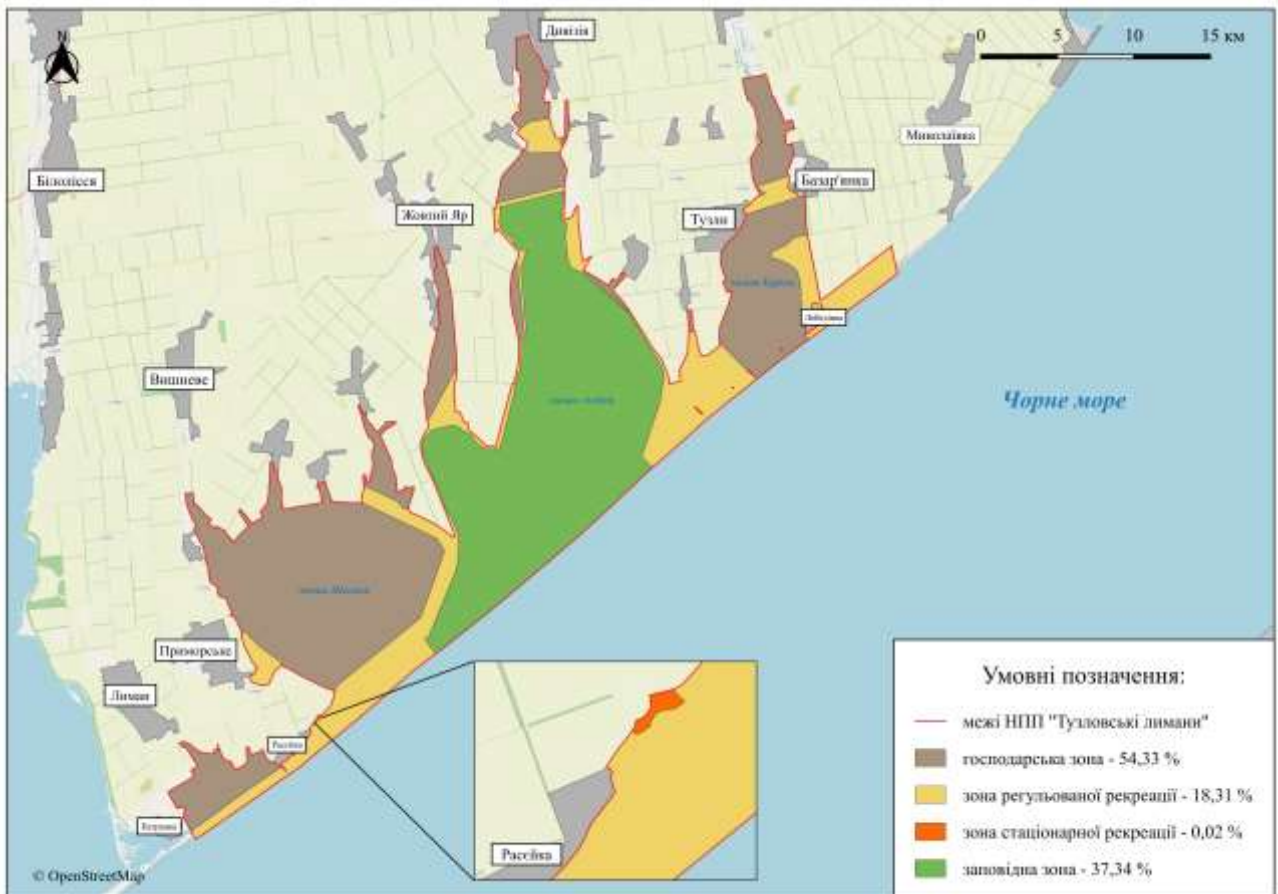 Дивізія
N
0 5 10 15 км
Миколаївка
Білолісся
Базар'янка
Жовтий Яр
Тузли
Вишневе
Чорне море
Приморське
Лиман
Рассійка
Умовні позначення:
межі НПП "Тузловські лимани"
господарська зона - 54,33 %
зона регульованої рекреації - 18,31 %
зона стаціонарної рекреації - 0,02 %
заповідна зона - 37,34 %
Рассійка
© OpenStreetMap